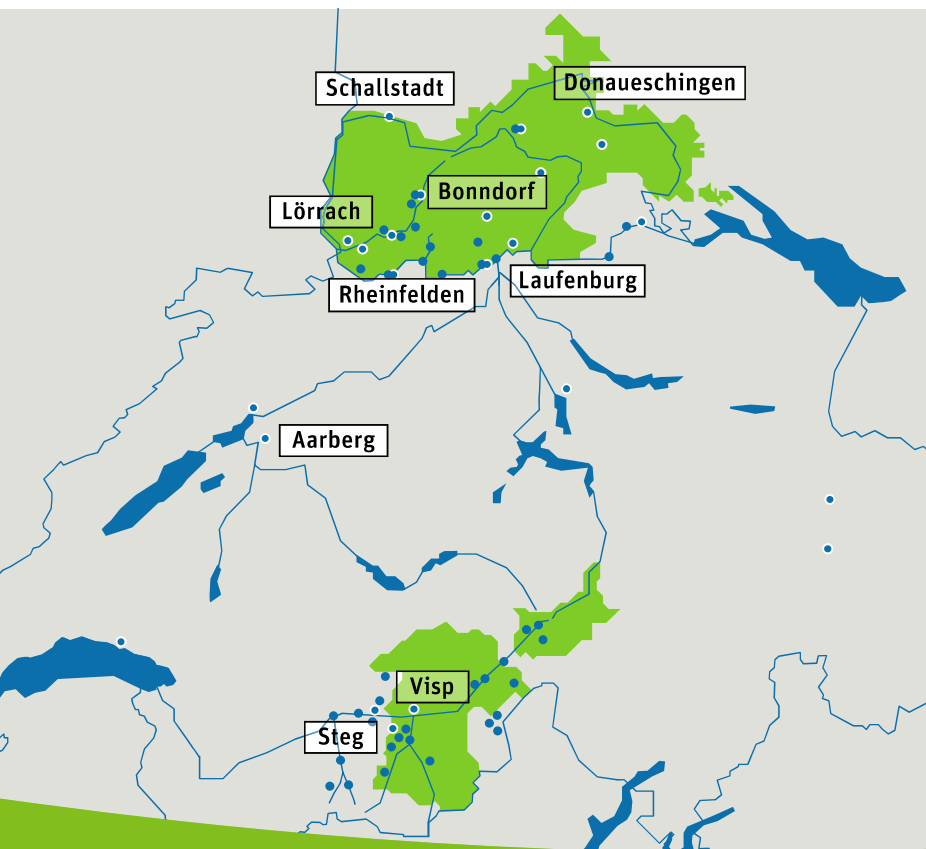 Donaueschingen
Schallstadt
Bonndorf
Lörrach
Laufenburg
Rheinfelden
Aarberg
Visp
Steg